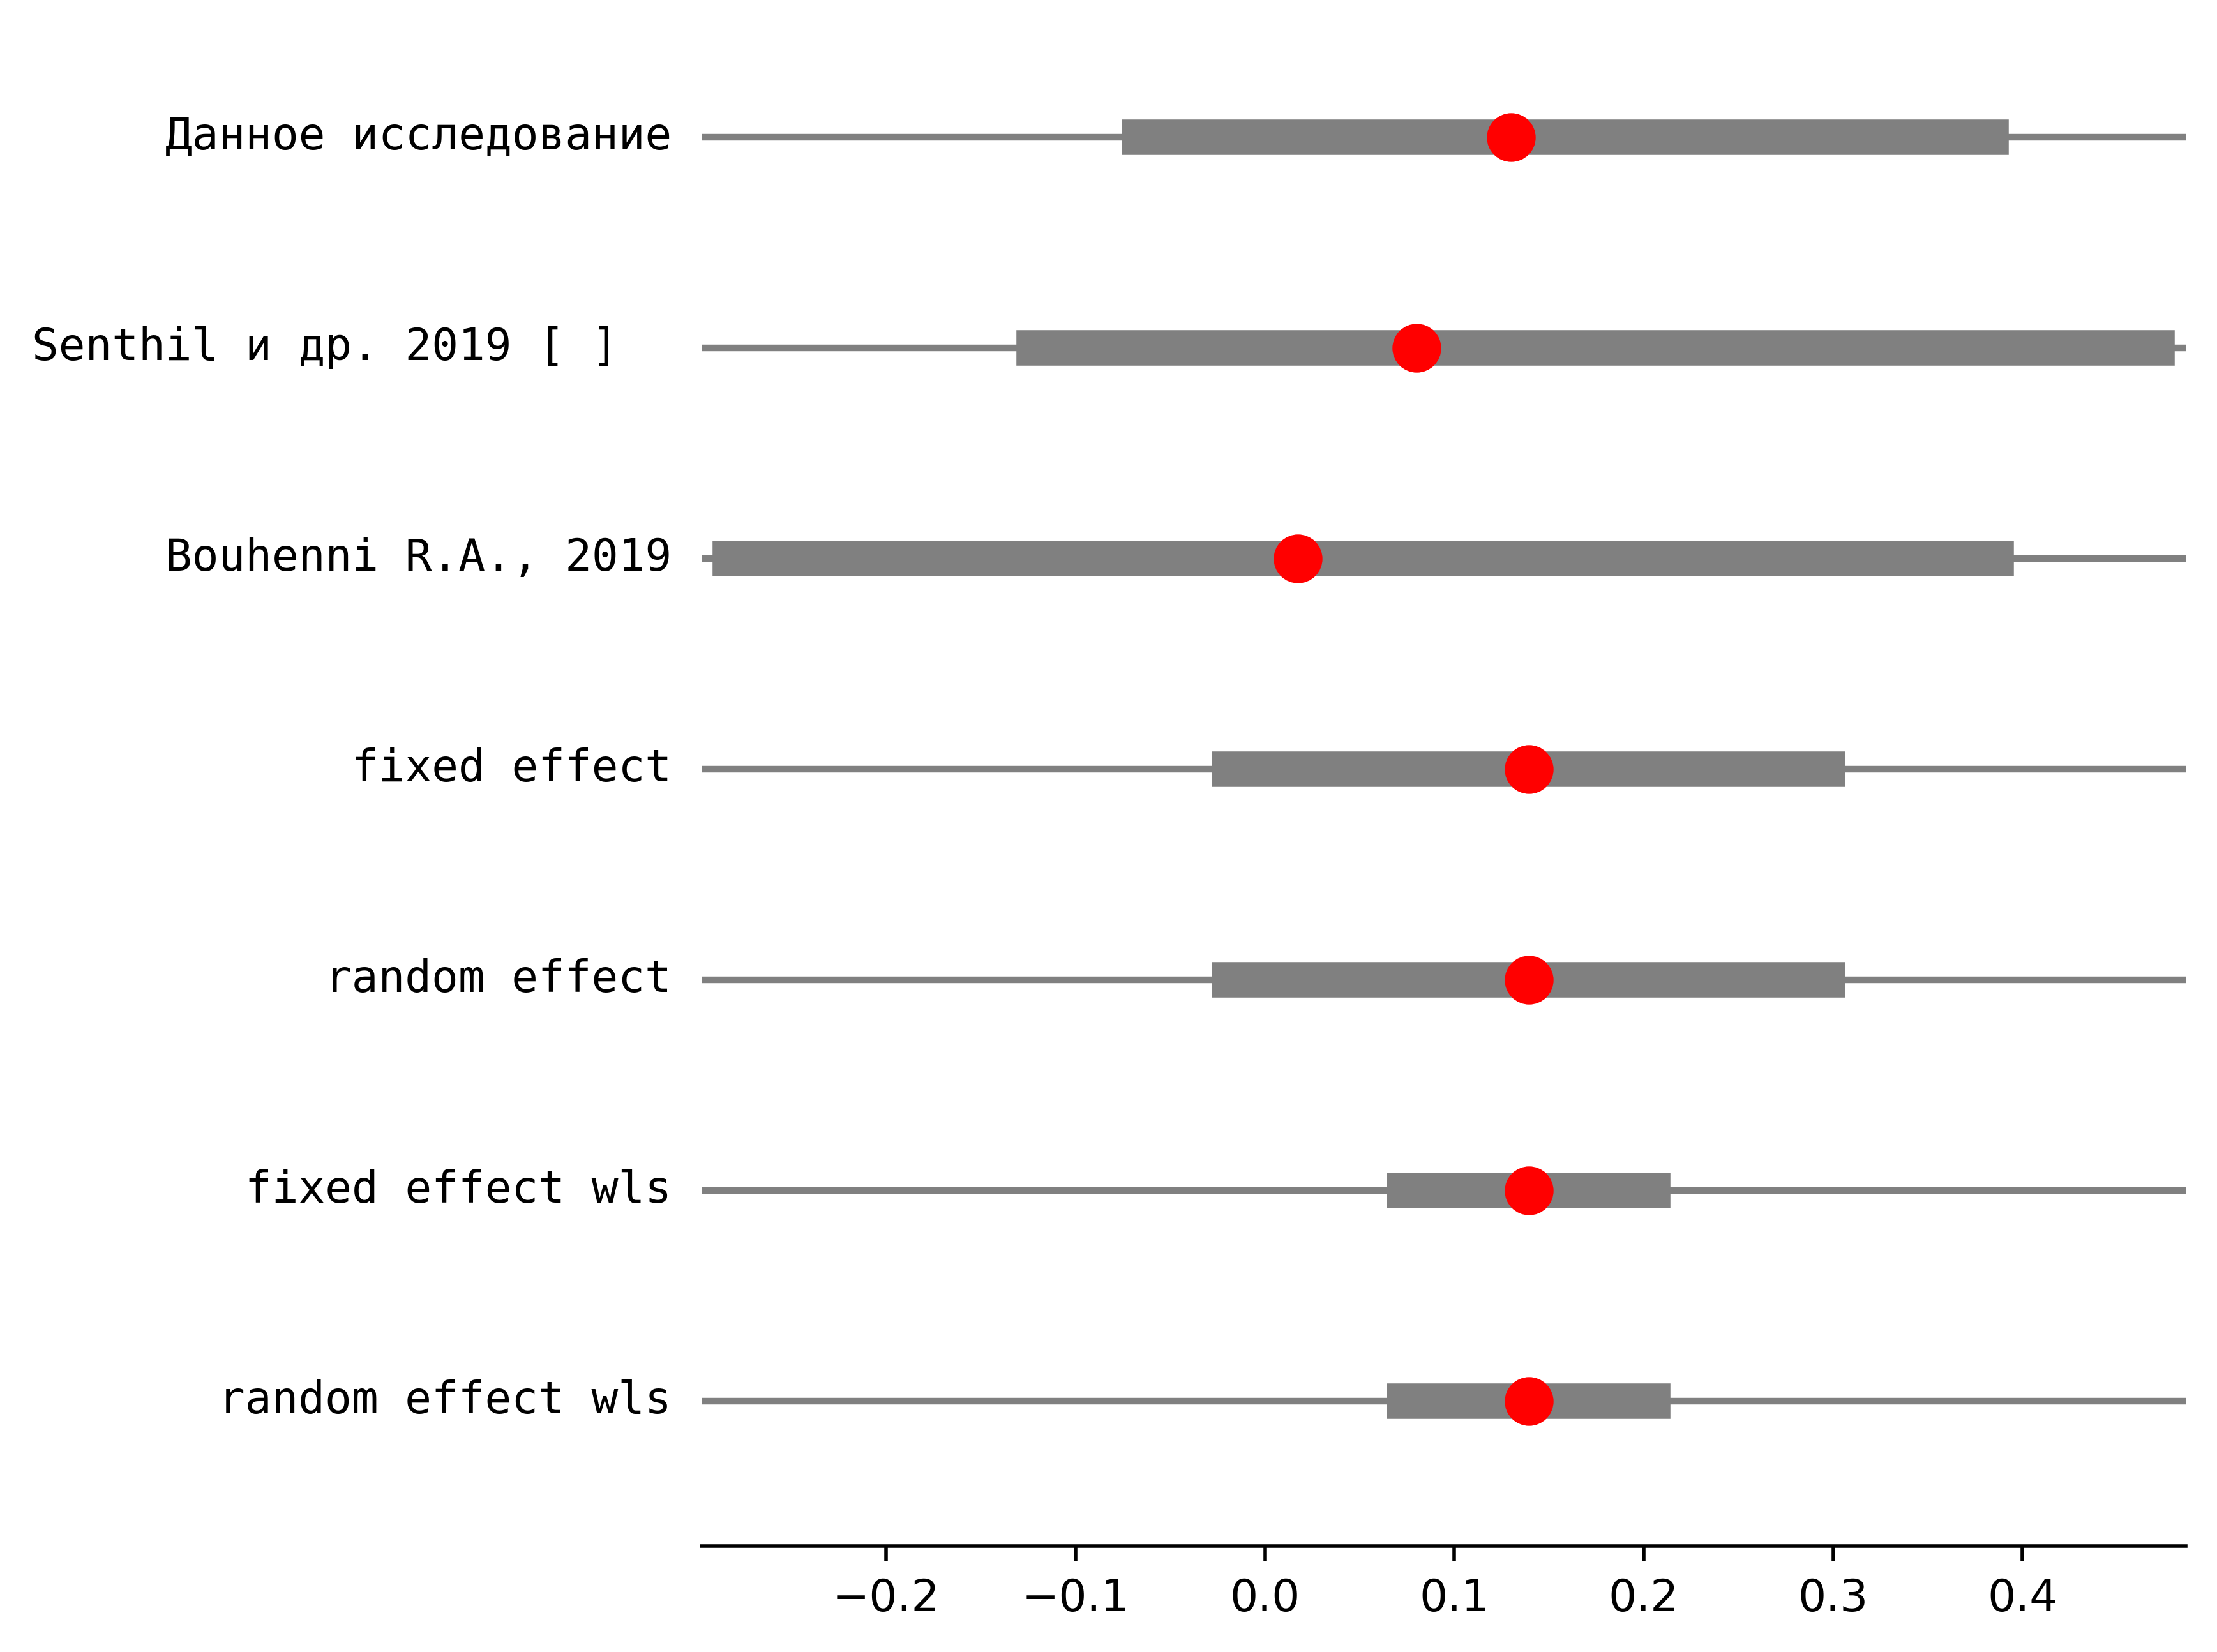 Данное исследование
Senthil и др. 2019 [ ]
Bouhenni R.A., 2019
fixed effect
random effect
fixed effect wls
random effect wls
−0.2 −0.1 0.0 0.1 0.2 0.3 0.4